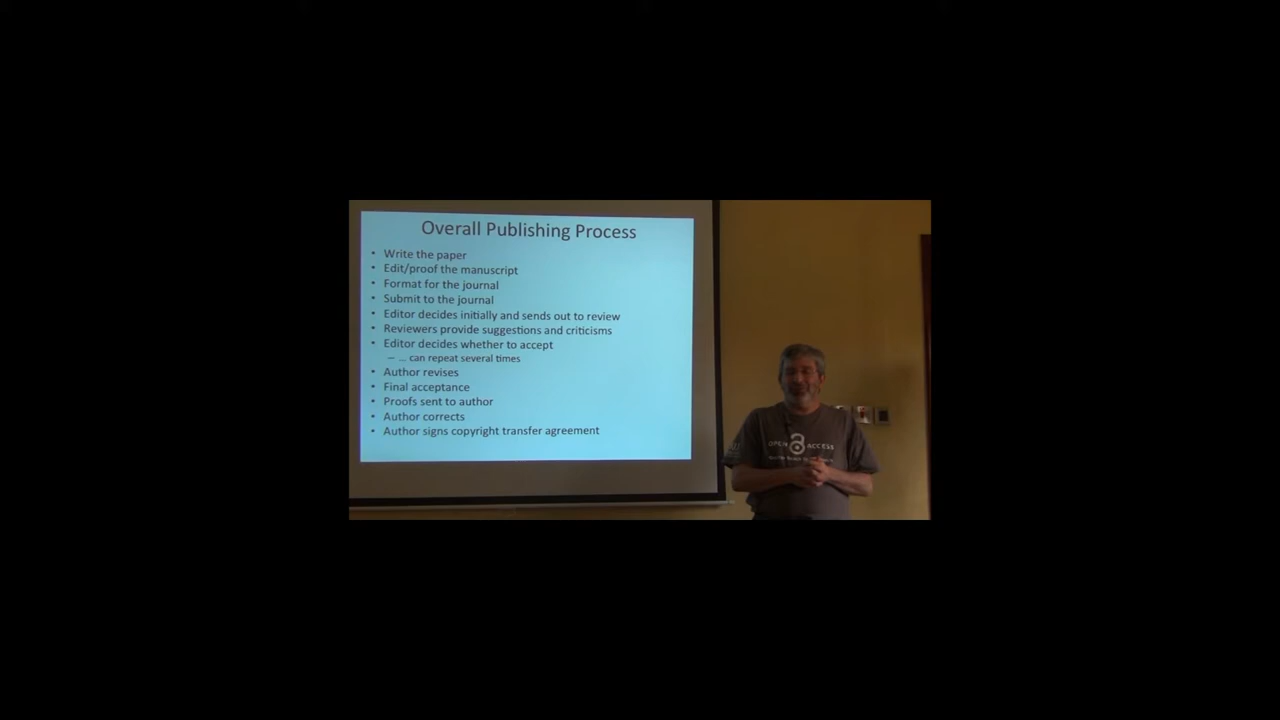 Overall Publishing Process
• Write the paper
• Edit/proof the manuscript
• Format for the journal
• Submit to the journal
• Editor decides initially and sends out to review
• Reviewers provide suggestions and criticisms
• Editor decides whether to accept
– ... can repeat several times
• Author revises
• Final acceptance
• Proofs sent to author
• Author corrects
• Author signs copyright transfer agreement
OPEN ACCESS